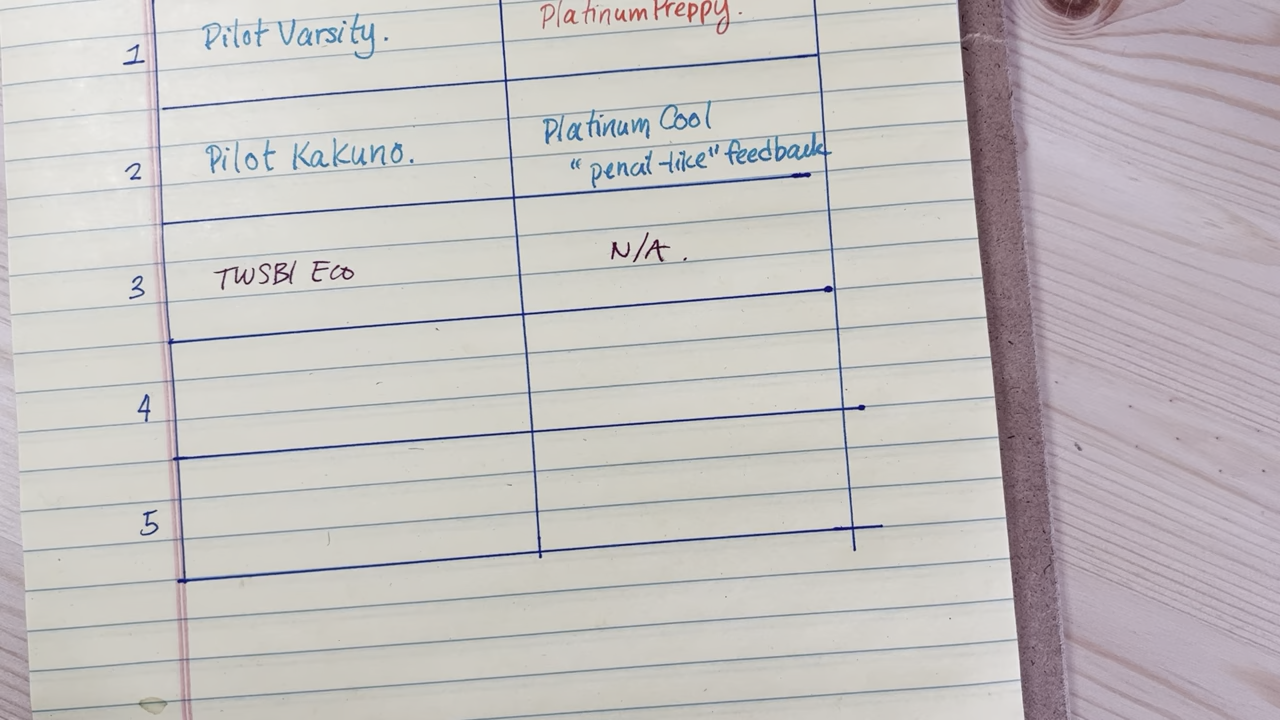 1 Pilot Varsity. Platinum Preppy.
2 Pilot Kakuno. Platinum Cool
"pencil-like" feedback
3 TWSBI Eco N/A.
4
5